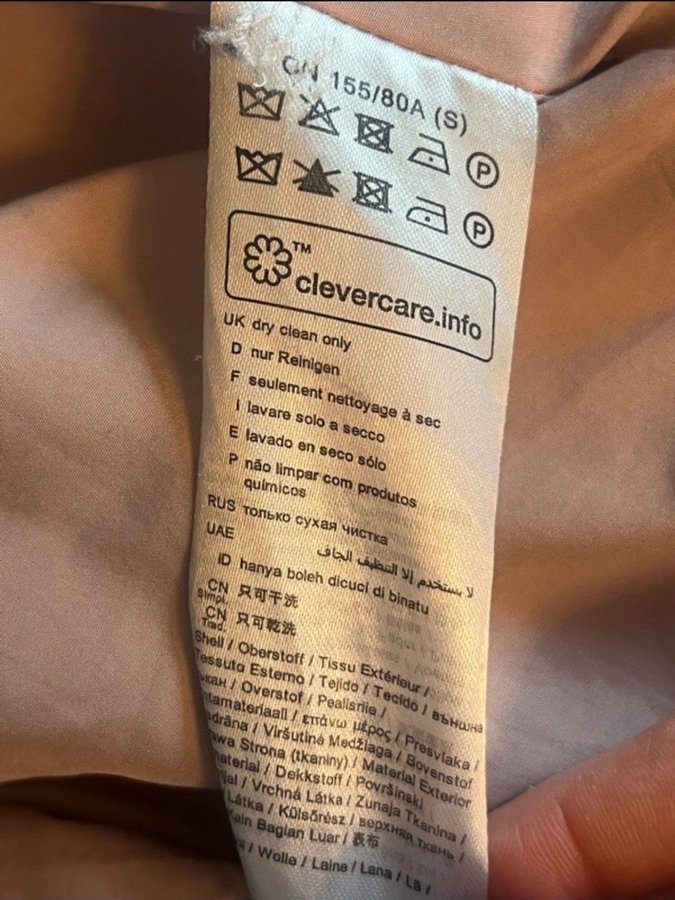 CN 155/80A (S)
P
P
TM
clevercare.info
UK dry clean only
D nur Reinigen
F seulement nettoyage à sec
I lavare solo a secco
E lavado en seco sólo
P não limpar com produtos
químicos
RUS только сухая чистка
UAE لا يستخدم إلا التنظيف الجاف
ID hanya boleh dicuci di binatu
CN simpl. 只可干洗
CN Trad. 只可乾洗
Shell / Oberstoff / Tissu Extérieur /
Tessuto Esterno / Tejido / Tecido / външна
/ Overstof / Pealisriie /
/ επάνω μέρος / Presvlaka /
/ Viršutinė Medžiaga / Bovenstof
Strona (tkaniny) / Material Exterior
/ Dekkstoff / Površinski
/ Vrchná Látka / Zunaja Tkanina /
Látka / Külsőrész / верхняя ткань /
Kain Bagian Luar / 表布
/ Wolle / Laine / Lana / Lã /